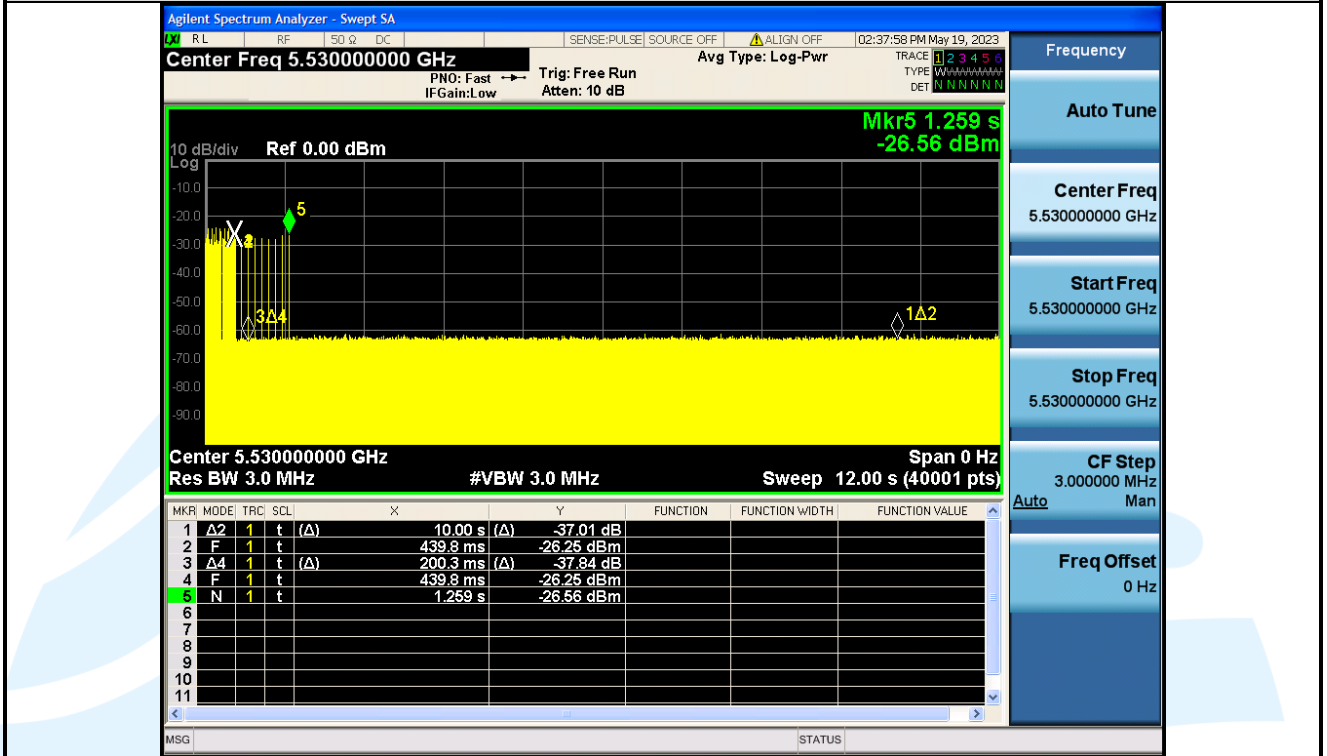 Agilent Spectrum Analyzer - Swept SA
LXI RL RF 50 Ω DC SENSE:PULSE SOURCE OFF ALIGN OFF 02:37:58 PM May 19, 2023
Center Freq 5.530000000 GHz
PNO: Fast
IFGain:Low
Trig: Free Run
Atten: 10 dB
Avg Type: Log-Pwr
TRACE 1 2 3 4 5 6
TYPE
DET N N N N N N
Mkr5 1.259 s
-26.56 dBm
10 dB/div Ref 0.00 dBm
Log
-10.0
-20.0
-30.0
-40.0
-50.0
-60.0
-70.0
-80.0
-90.0
5
3Δ4
1Δ2
Center 5.530000000 GHz Span 0 Hz
Res BW 3.0 MHz #VBW 3.0 MHz Sweep 12.00 s (40001 pts)
MKR MODE TRC SCL X Y FUNCTION FUNCTION WIDTH FUNCTION VALUE
1 Δ2 1 t (Δ) 10.00 s (Δ) -37.01 dB
2 F 1 t 439.8 ms -26.25 dBm
3 Δ4 1 t (Δ) 200.3 ms (Δ) -37.84 dB
4 F 1 t 439.8 ms -26.25 dBm
5 N 1 t 1.259 s -26.56 dBm
6
7
8
9
10
11
MSG STATUS
Frequency
Auto Tune
Center Freq
5.530000000 GHz
Start Freq
5.530000000 GHz
Stop Freq
5.530000000 GHz
CF Step
3.000000 MHz
Auto Man
Freq Offset
0 Hz